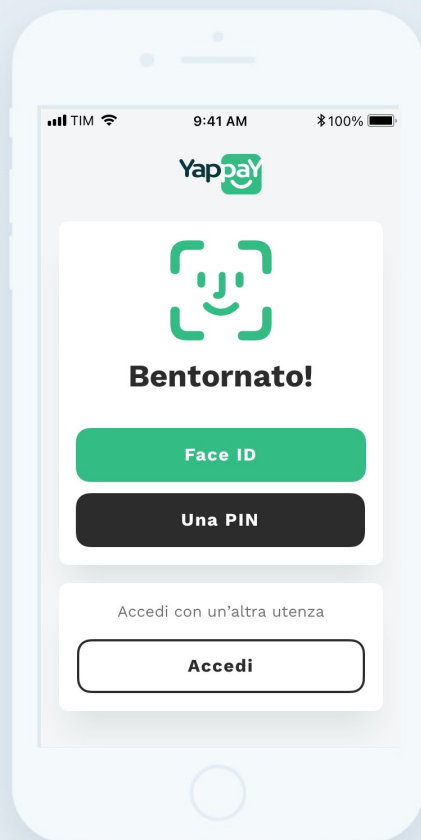 TIM 9:41 AM 100%
YappaY
Bentornato!
Face ID
Una PIN
Accedi con un’altra utenza
Accedi